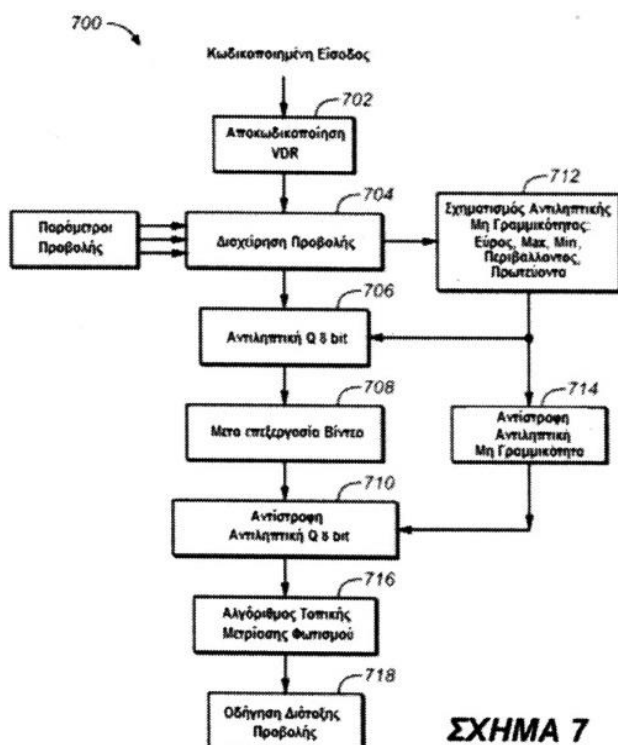 700
Κωδικοποιημένη Είσοδος
702
Αποκωδικοποίηση
VDR
704
712
Παράμετροι
Προβολής
Διαχείριση Προβολής
Σχηματισμός Αντιληπτικής
Μη Γραμμικότητας:
Εύρος, Max, Min,
Περιβάλλοντος,
Πρωτεύοντα
706
Αντιληπτική Q 8 bit
708
714
Μετα επεξεργασία Βίντεο
Αντίστροφη
Αντιληπτική
Μη Γραμμικότητα
710
Αντίστροφη
Αντιληπτική Q 8 bit
716
Αλγόριθμος Τοπικής
Μετρίασης Φωτισμού
718
Οδήγηση Διάταξης
Προβολής
ΣΧΗΜΑ 7